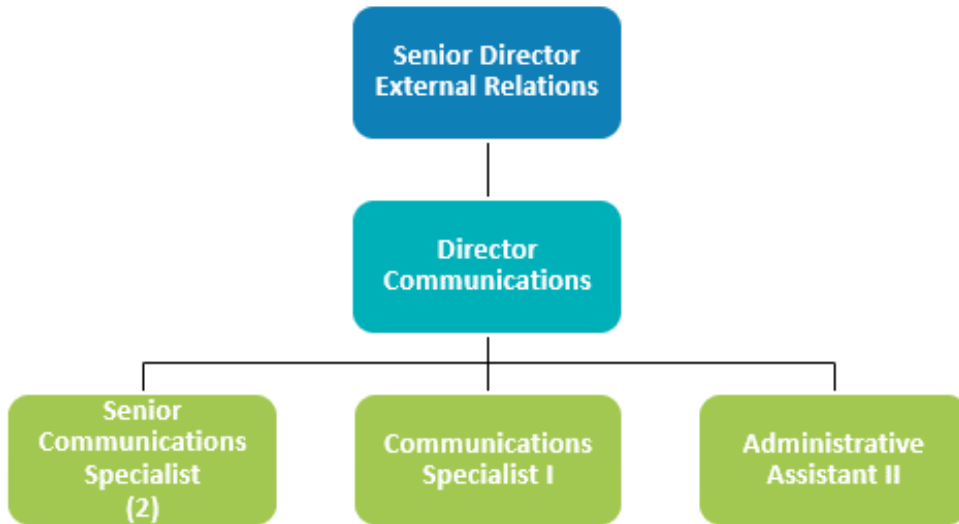 Senior Director
External Relations
Director
Communications
Senior
Communications
Specialist
(2)
Communications
Specialist I
Administrative
Assistant II